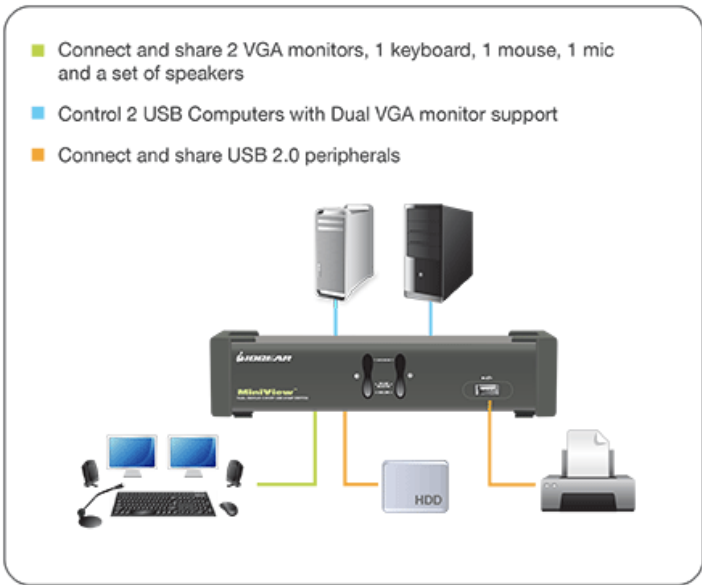 Connect and share 2 VGA monitors, 1 keyboard, 1 mouse, 1 mic
and a set of speakers
Control 2 USB Computers with Dual VGA monitor support
Connect and share USB 2.0 peripherals
IOGEAR
MiniView™
HDD